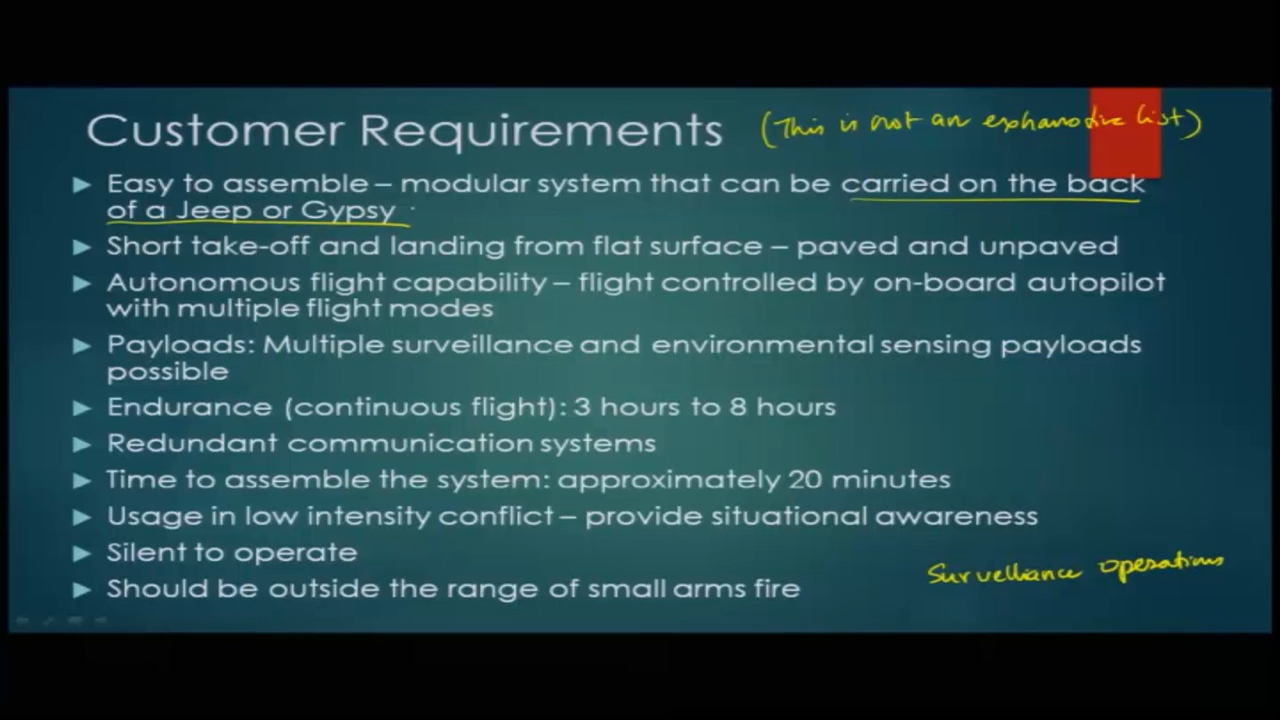 Customer Requirements (This is not an exhanostive list)
▶ Easy to assemble – modular system that can be carried on the back
of a Jeep or Gypsy
▶ Short take-off and landing from flat surface – paved and unpaved
▶ Autonomous flight capability – flight controlled by on-board autopilot
with multiple flight modes
▶ Payloads: Multiple surveillance and environmental sensing payloads
possible
▶ Endurance (continuous flight): 3 hours to 8 hours
▶ Redundant communication systems
▶ Time to assemble the system: approximately 20 minutes
▶ Usage in low intensity conflict – provide situational awareness
▶ Silent to operate
▶ Should be outside the range of small arms fire
Survelliance operations